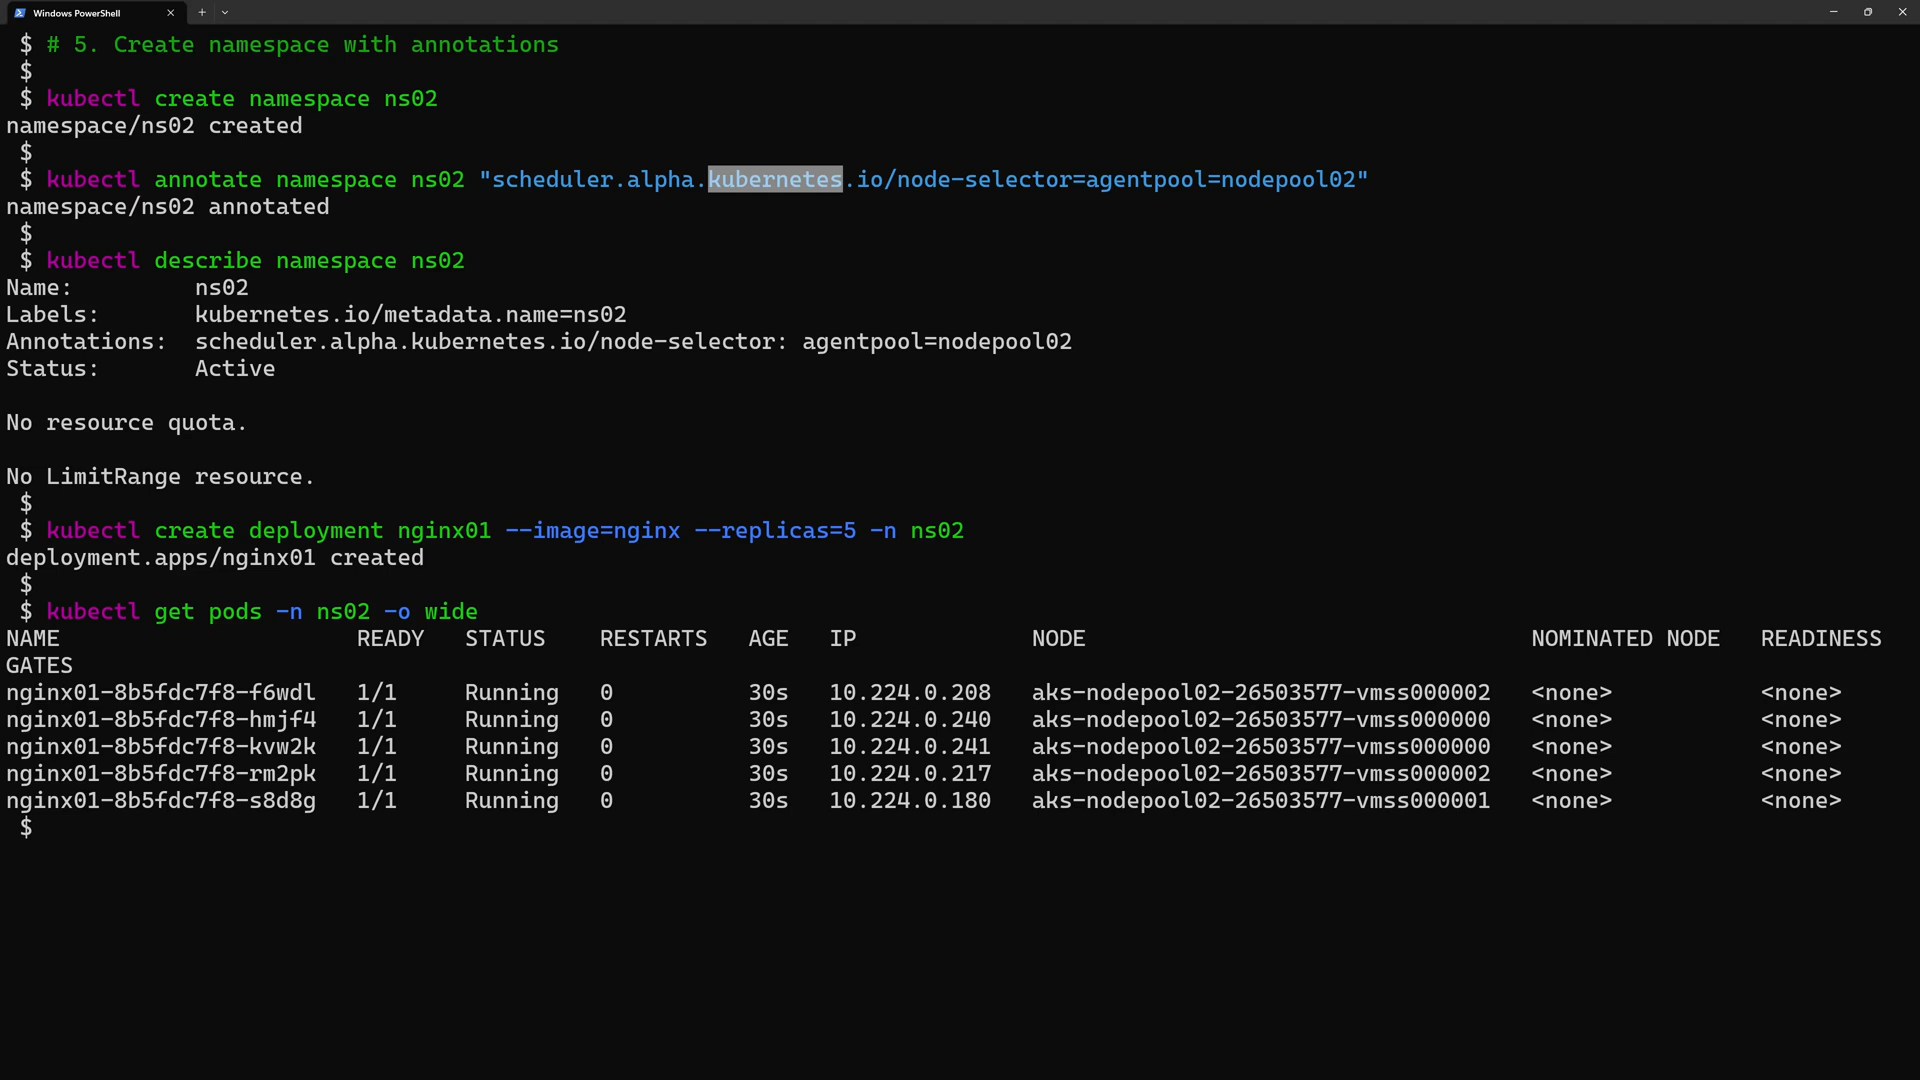 Windows PowerShell
$ # 5. Create namespace with annotations
$
$ kubectl create namespace ns02
namespace/ns02 created
$
$ kubectl annotate namespace ns02 "scheduler.alpha.kubernetes.io/node-selector=agentpool=nodepool02"
namespace/ns02 annotated
$
$ kubectl describe namespace ns02
Name: ns02
Labels: kubernetes.io/metadata.name=ns02
Annotations: scheduler.alpha.kubernetes.io/node-selector: agentpool=nodepool02
Status: Active
No resource quota.
No LimitRange resource.
$
$ kubectl create deployment nginx01 --image=nginx --replicas=5 -n ns02
deployment.apps/nginx01 created
$
$ kubectl get pods -n ns02 -o wide
NAME READY STATUS RESTARTS AGE IP NODE NOMINATED NODE READINESS
GATES
nginx01-8b5fdc7f8-f6wdl 1/1 Running 0 30s 10.224.0.208 aks-nodepool02-26503577-vmss000002 <none> <none>
nginx01-8b5fdc7f8-hmjf4 1/1 Running 0 30s 10.224.0.240 aks-nodepool02-26503577-vmss000000 <none> <none>
nginx01-8b5fdc7f8-kvw2k 1/1 Running 0 30s 10.224.0.241 aks-nodepool02-26503577-vmss000000 <none> <none>
nginx01-8b5fdc7f8-rm2pk 1/1 Running 0 30s 10.224.0.217 aks-nodepool02-26503577-vmss000002 <none> <none>
nginx01-8b5fdc7f8-s8d8g 1/1 Running 0 30s 10.224.0.180 aks-nodepool02-26503577-vmss000001 <none> <none>
$